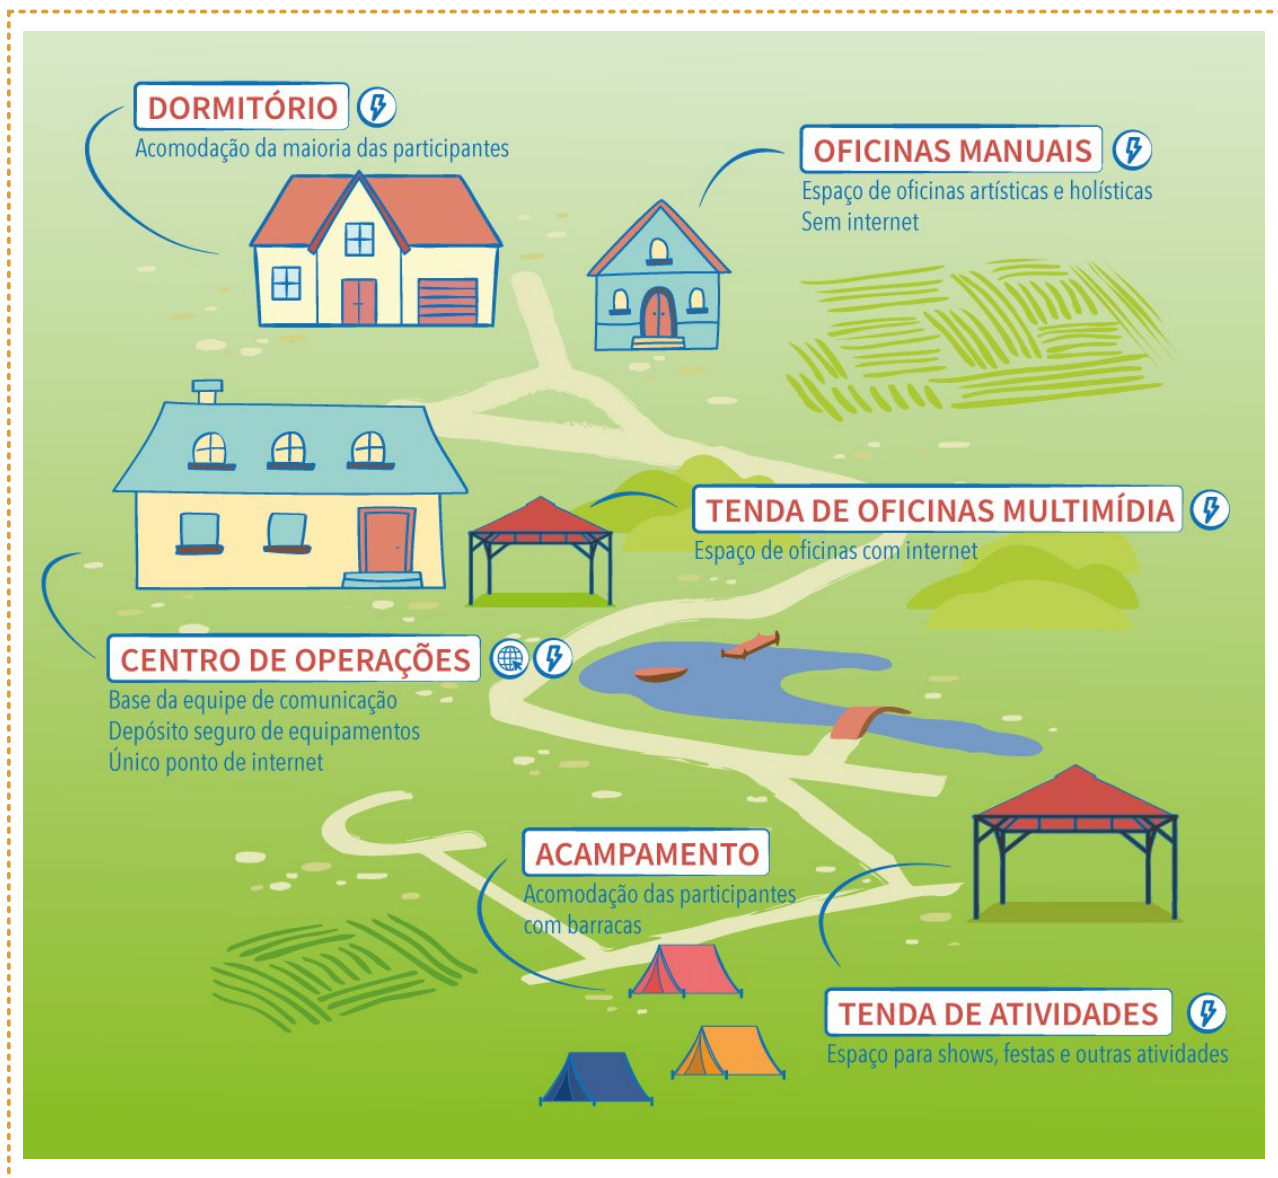 DORMITÓRIO
Acomodação da maioria das participantes
OFICINAS MANUAIS
Espaço de oficinas artísticas e holísticas
Sem internet
TENDA DE OFICINAS MULTIMÍDIA
Espaço de oficinas com internet
CENTRO DE OPERAÇÕES
Base da equipe de comunicação
Depósito seguro de equipamentos
Único ponto de internet
ACAMPAMENTO
Acomodação das participantes
com barracas
TENDA DE ATIVIDADES
Espaço para shows, festas e outras atividades